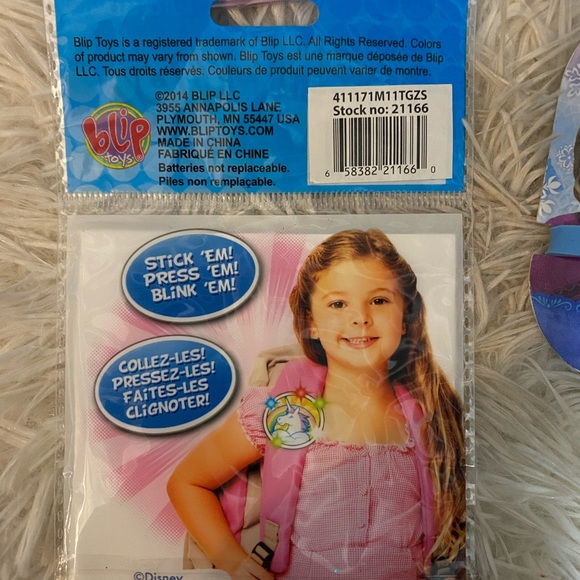 Blip Toys is a registered trademark of Blip LLC. All Rights Reserved. Colors
of product may vary from shown. Blip Toys est une marque déposée de Blip
LLC. Tous droits résérvés. Couleurs de produit peuvent varier de montre.
blip
toys
©2014 BLIP LLC
3955 ANNAPOLIS LANE
PLYMOUTH, MN 55447 USA
WWW.BLIPTOYS.COM
MADE IN CHINA
FABRIQUE EN CHINE
Batteries not replaceable.
Piles non remplaçable.
411171M11TGZS
Stock no: 21166
6 58382 21166 0
STICK 'EM!
PRESS 'EM!
BLINK 'EM!
COLLEZ-LES!
PRESSEZ-LES!
FAITES-LES
CLIGNOTER!
©Disney